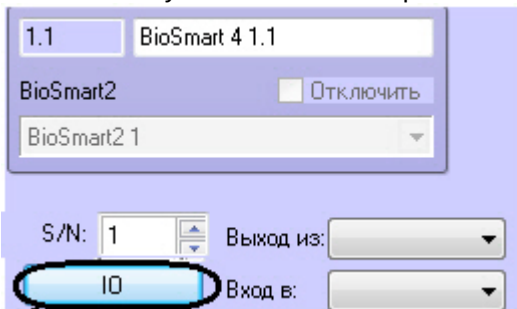 1.1 BioSmart 4 1.1
BioSmart2 Отключить
BioSmart2 1
S/N: 1 Выход из:
IO Вход в: